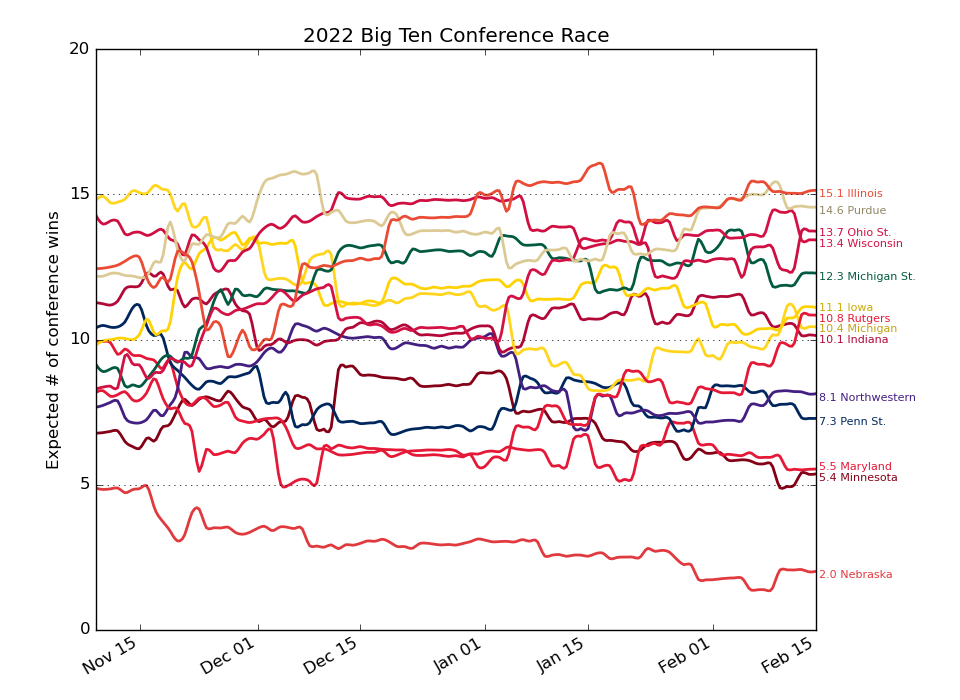 2022 Big Ten Conference Race
Expected # of conference wins
20
15
10
5
0
Nov 15
Dec 01
Dec 15
Jan 01
Jan 15
Feb 01
Feb 15
15.1 Illinois
14.6 Purdue
13.7 Ohio St.
13.4 Wisconsin
12.3 Michigan St.
11.1 Iowa
10.8 Rutgers
10.4 Michigan
10.1 Indiana
8.1 Northwestern
7.3 Penn St.
5.5 Maryland
5.4 Minnesota
2.0 Nebraska